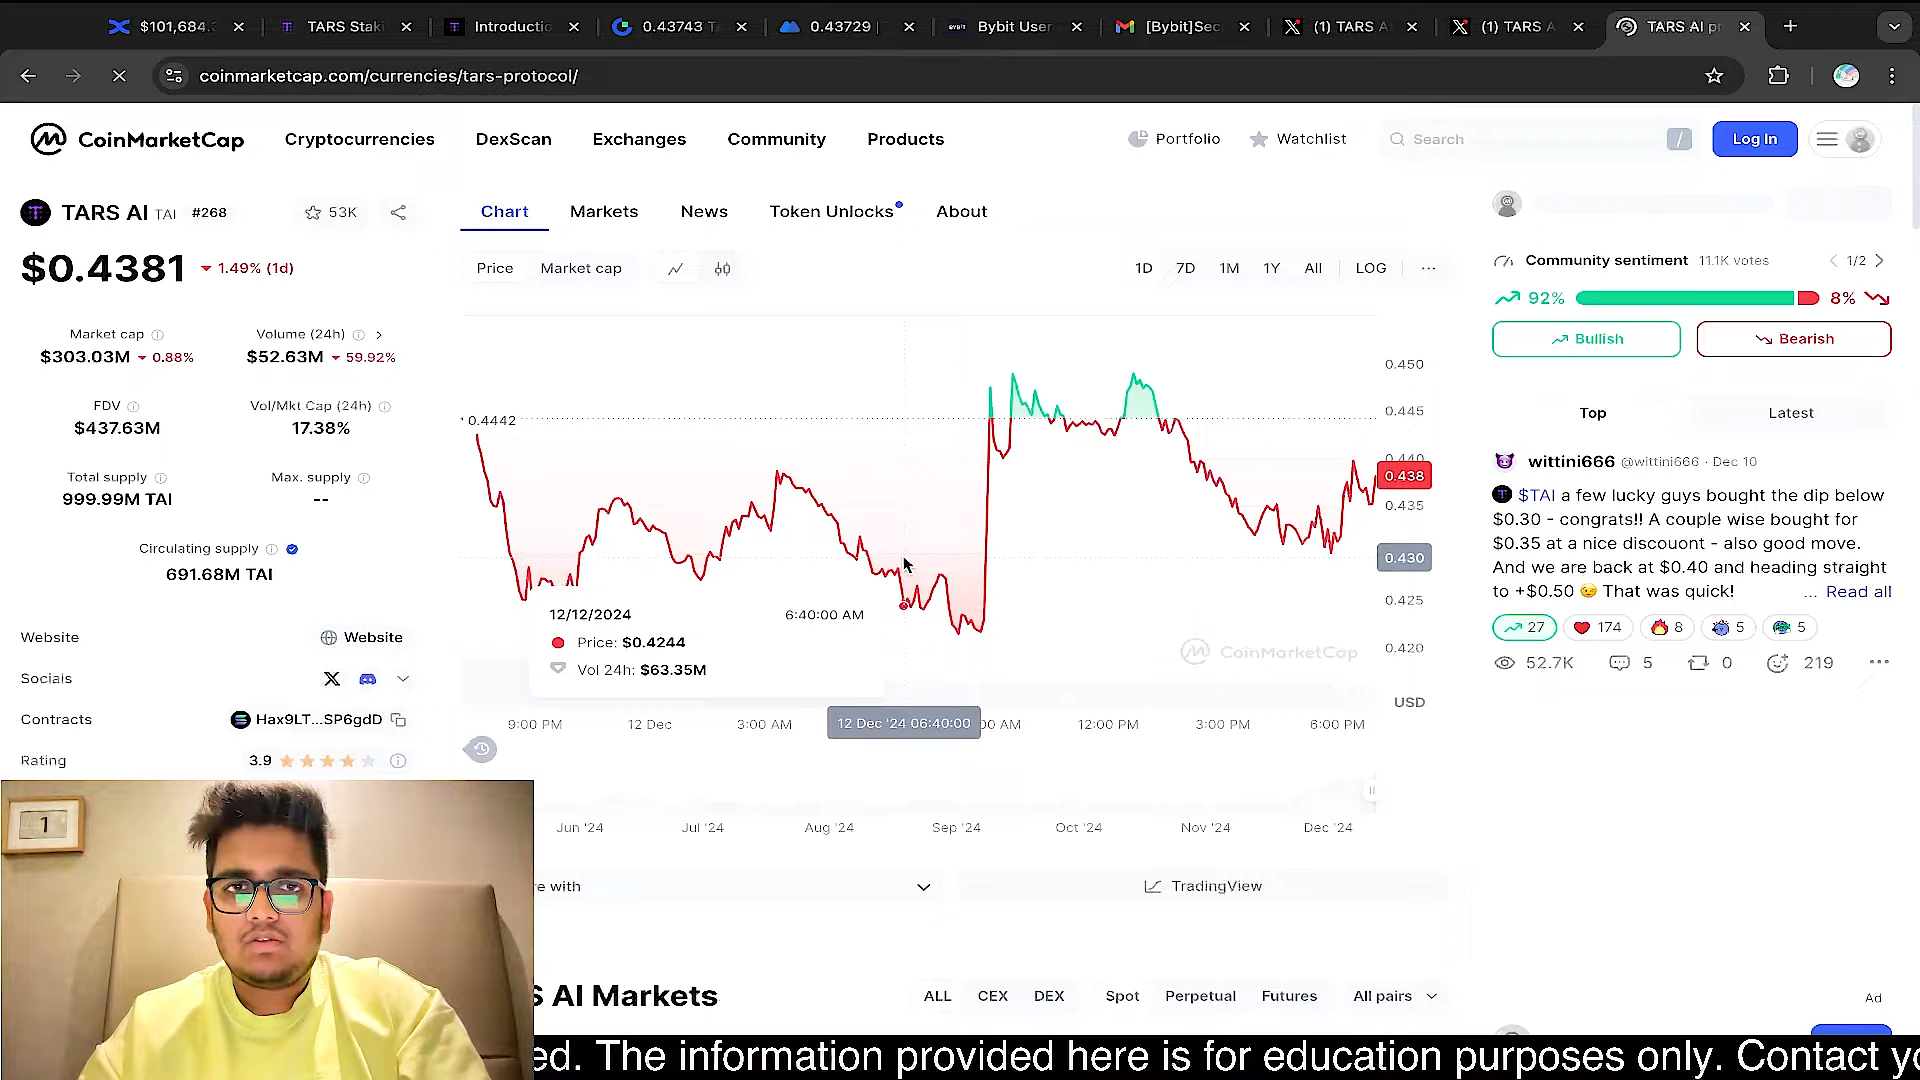 $101,684.
TARS Stak
Introductio
0.43743 T
0.43729
Bybit User
[Bybit]Sec
(1) TARS A
(1) TARS A
TARS AI pr
coinmarketcap.com/currencies/tars-protocol/
CoinMarketCap
Cryptocurrencies DexScan Exchanges Community Products
Portfolio Watchlist Search / Log In
TARS AI TAI #268 53K
$0.4381 1.49% (1d)
Market cap Volume (24h)
$303.03M 0.88% $52.63M 59.92%
FDV Vol/Mkt Cap (24h)
$437.63M 17.38%
Total supply Max. supply
999.99M TAI --
Circulating supply
691.68M TAI
Website Website
Socials
Contracts Hax9LT...SP6gdD
Rating 3.9
Chart Markets News Token Unlocks About
Price Market cap 1D 7D 1M 1Y All LOG ...
0.4442
0.450
0.445
0.440
0.438
0.435
0.430
0.425
0.420
USD
12/12/2024 6:40:00 AM
Price: $0.4244
Vol 24h: $63.35M
CoinMarketCap
9:00 PM 12 Dec 3:00 AM 12 Dec '24 06:40:00 00 AM 12:00 PM 3:00 PM 6:00 PM
Jun '24 Jul '24 Aug '24 Sep '24 Oct '24 Nov '24 Dec '24
e with TradingView
S AI Markets ALL CEX DEX Spot Perpetual Futures All pairs
Community sentiment 11.1K votes 1/2
92% 8%
Bullish Bearish
Top Latest
wittini666 @wittini666 · Dec 10
$TAI a few lucky guys bought the dip below
$0.30 - congrats!! A couple wise bought for
$0.35 at a nice discouont - also good move.
And we are back at $0.40 and heading straight
to +$0.50 😉 That was quick! ... Read all
27 174 8 5 5
52.7K 5 0 219 ...
Ad
1
ed. The information provided here is for education purposes only. Contact yo